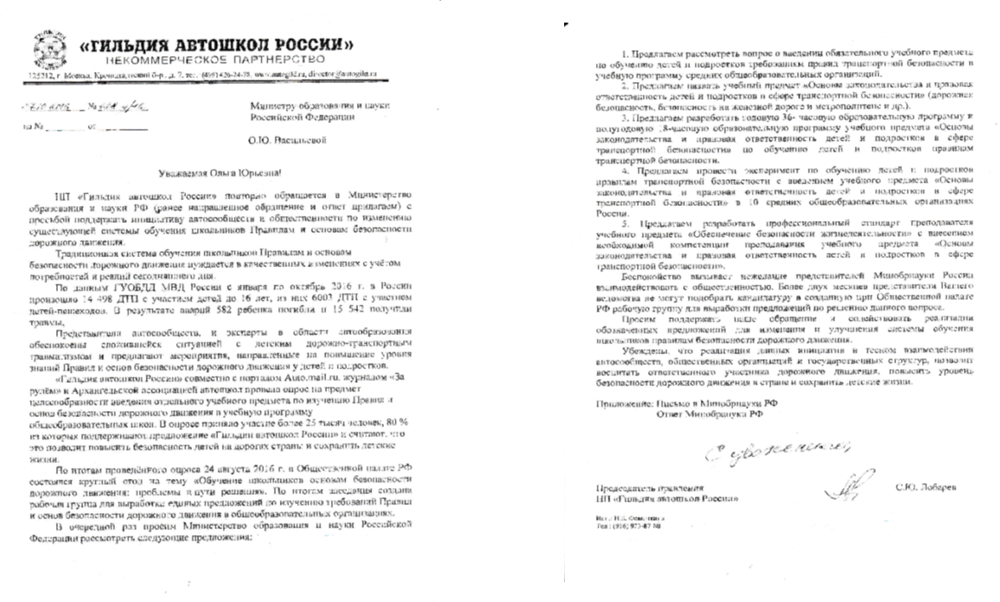 «ГИЛЬДИЯ АВТОШКОЛ РОССИИ»
НЕКОММЕРЧЕСКОЕ ПАРТНЕРСТВО
125212, г. Москва, Кронштадтский б-р, д. 7, тел. (495) 426-24-78, www.autogild.ru, director@autogild.ru
на № от
Министру образования и науки
Российской Федерации
О.Ю. Васильевой
Уважаемая Ольга Юрьевна!
НП «Гильдия автошкол России» повторно обращается в Министерство
образования и науки РФ (ранее направленное обращение и ответ прилагаем) с
просьбой поддержать инициативу автосообществ и общественности по изменению
существующей системы обучения школьников Правилам и основам безопасности
дорожного движения.
Традиционная система обучения школьников Правилам и основам
безопасности дорожного движения нуждается в качественных изменениях с учётом
потребностей и реалий сегодняшнего дня.
По данным ГУОБДД МВД России с января по октябрь 2016 г. в России
произошло 14 498 ДТП с участием детей до 16 лет, из них 6003 ДТП с участием
детей-пешеходов. В результате аварий 582 ребенка погибли и 15 542 получили
травмы.
Представители автосообществ, и эксперты в области автообразования
обеспокоены сложившейся ситуацией с детским дорожно-транспортным
травматизмом и предлагают мероприятия, направленные на повышение уровня
знаний Правил и основ безопасности дорожного движения у детей и подростков.
«Гильдия автошкол России» совместно с порталом Auto.mail.ru, журналом «За
рулём» и Архангельской ассоциацией автошкол провела опрос на предмет
целесообразности введения отдельного учебного предмета по изучению Правил и
основ безопасности дорожного движения в учебную программу
общеобразовательных школ. В опросе приняло участие более 25 тысяч человек, 80 %
из которых поддерживают предложение «Гильдии автошкол России» и считают, что
это позволит повысить безопасность детей на дорогах страны и сохранить детские
жизни.
По итогам проведённого опроса 24 августа 2016 г. в Общественной палате РФ
состоялся круглый стол на тему «Обучение школьников основам безопасности
дорожного движения: проблемы и пути решения». По итогам заседания создана
рабочая группа для выработки единых предложений по изучению требований Правил
и основ безопасности дорожного движения в общеобразовательных организациях.
В очередной раз просим Министерство образования и науки Российской
Федерации рассмотреть следующие предложения:
1. Предлагаем рассмотреть вопрос о введении обязательного учебного предмета
по обучению детей и подростков требованиям правил транспортной безопасности в
учебную программу средних общеобразовательных организаций.
2. Предлагаем назвать учебный предмет «Основы законодательства и правовая
ответственность детей и подростков в сфере транспортной безопасности» (дорожная
безопасность, безопасность на железной дороге и метрополитене и др.).
3. Предлагаем разработать годовую 36- часовую образовательную программу и
полугодовую 18-часовую образовательную программу учебного предмета «Основы
законодательства и правовая ответственность детей и подростков в сфере
транспортной безопасности» по обучению детей и подростков правилам
транспортной безопасности.
4. Предлагаем провести эксперимент по обучению детей и подростков
правилам транспортной безопасности с введением учебного предмета «Основы
законодательства и правовая ответственность детей и подростков в сфере
транспортной безопасности» в 10 средних общеобразовательных организациях
России.
5. Предлагаем разработать профессиональный стандарт преподавателя
учебного предмета «Обеспечение безопасности жизнедеятельности» с внесением
необходимой компетенции преподавания учебного предмета «Основы
законодательства и правовая ответственность детей и подростков в сфере
транспортной безопасности».
Беспокойство вызывает нежелание представителей Минобрнауки России
взаимодействовать с общественностью. Более двух месяцев представители Вашего
ведомства не могут подобрать кандидатуру в созданную при Общественной палате
РФ рабочую группу для выработки предложений по решению данного вопроса.
Просим поддержать наше обращение и содействовать реализации
обозначенных предложений для изменения и улучшения системы обучения
школьников правилам безопасности дорожного движения.
Убеждены, что реализация данных инициатив в тесном взаимодействии
автосообществ, общественных организаций и государственных структур, позволит
воспитать ответственного участника дорожного движения, повысить уровень
безопасности дорожного движения в стране и сохранить детские жизни.
Приложение: Письмо в Минобрнауки РФ
Ответ Минобрнауки РФ
С уважением,
Председатель правления
НП «Гильдия автошкол России»
С.Ю. Лобарев